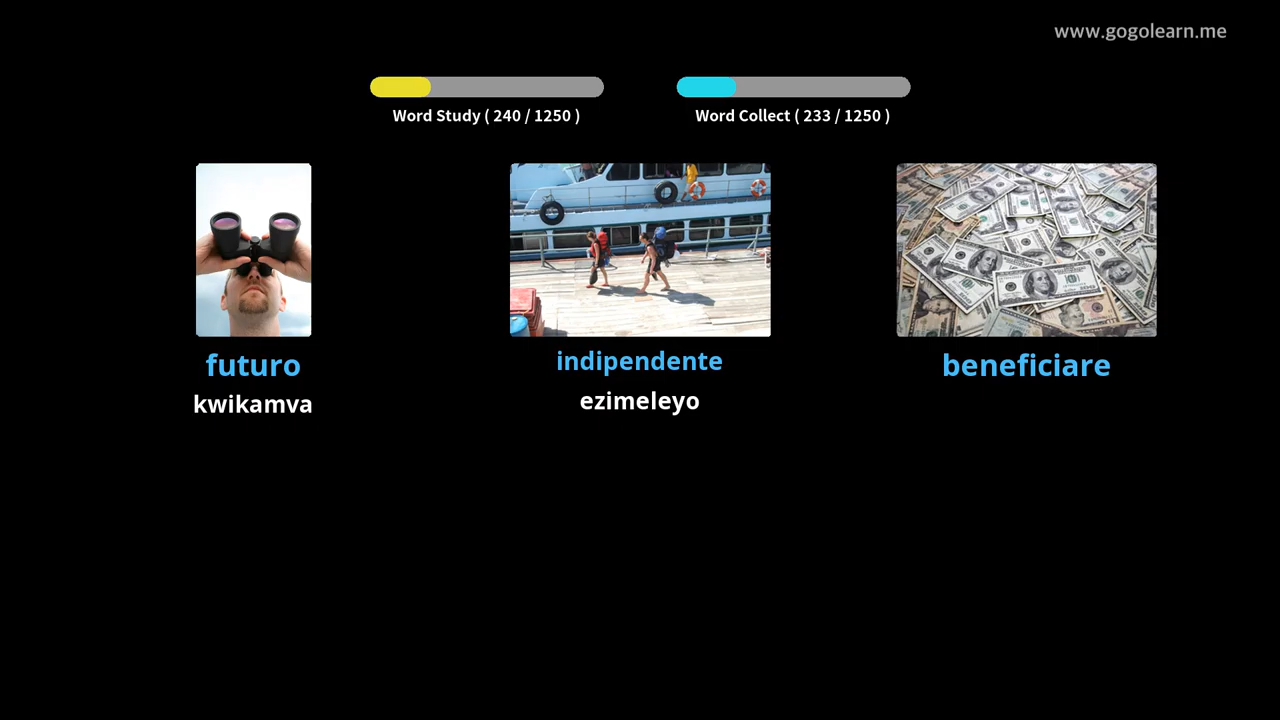 www.gogolearn.me
Word Study ( 240 / 1250 )
Word Collect ( 233 / 1250 )
futuro
kwikamva
indipendente
ezimeleyo
beneficiare